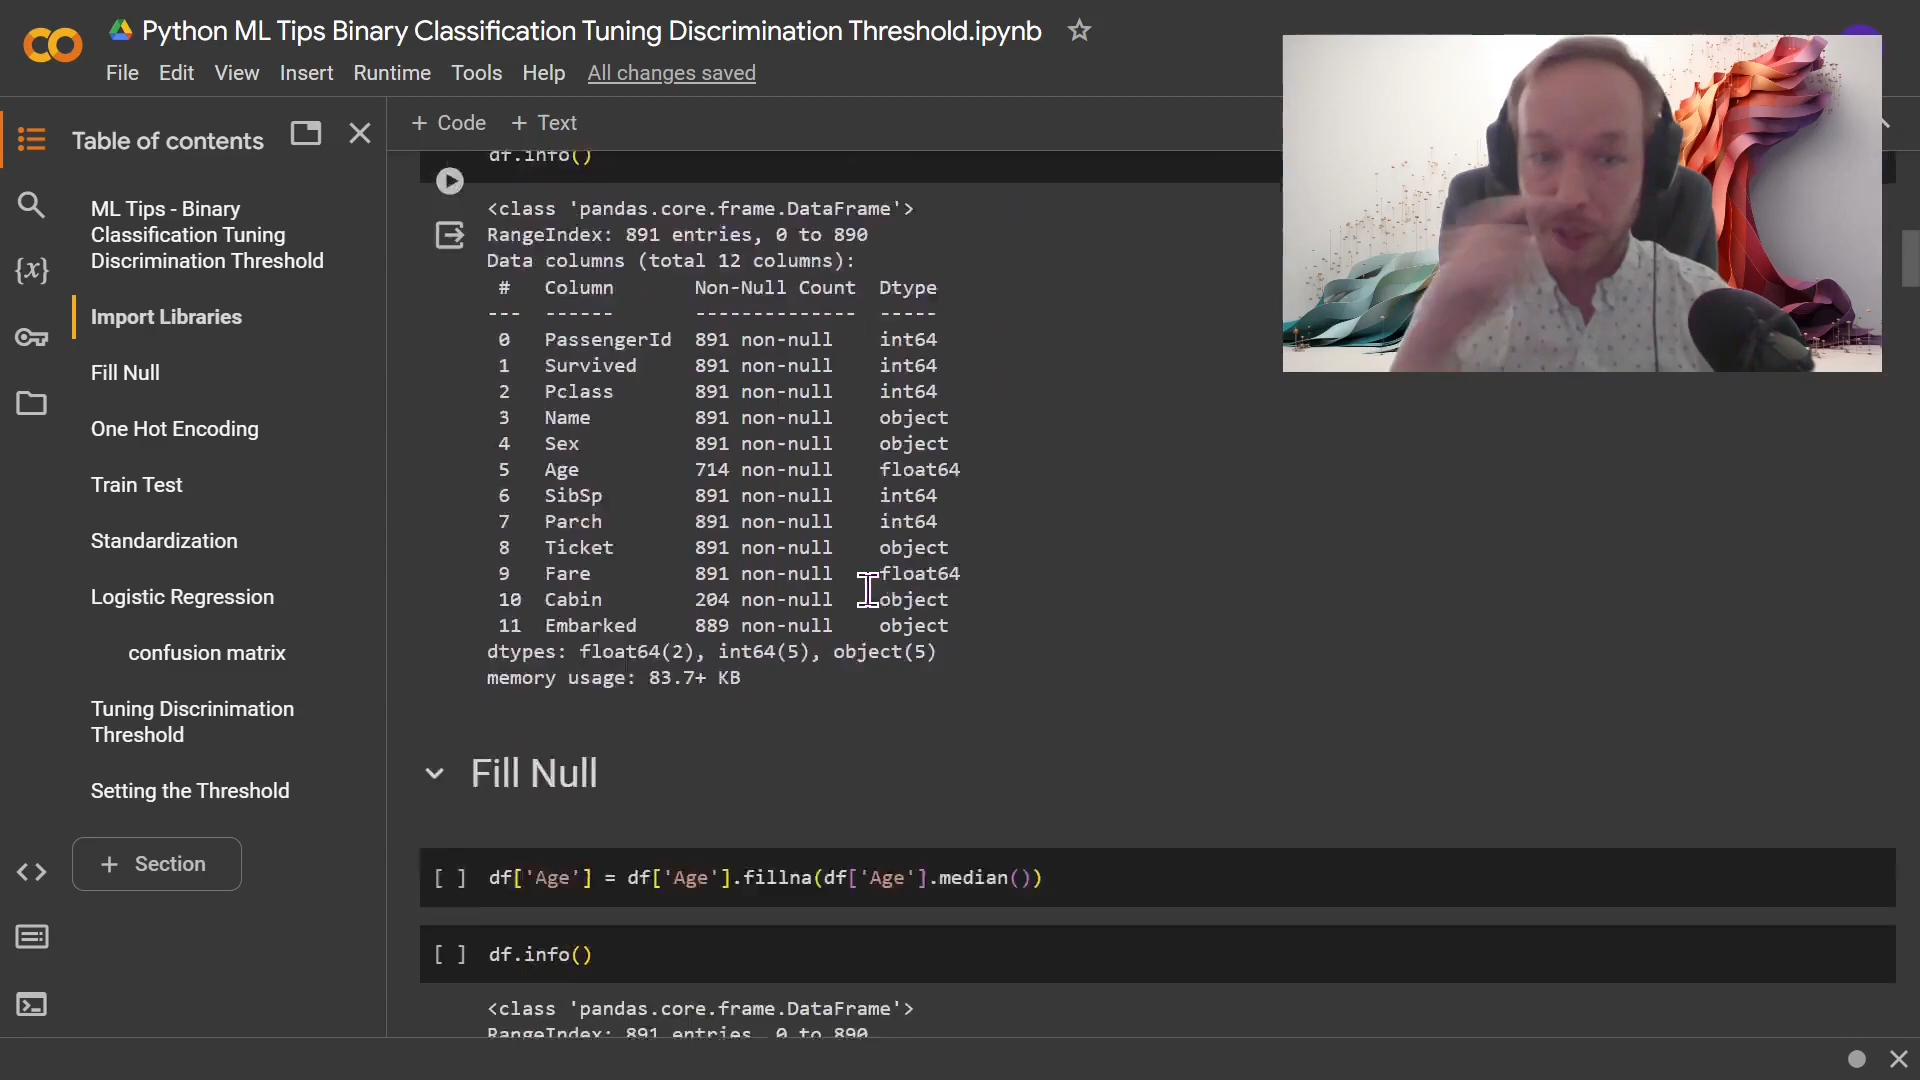 Python ML Tips Binary Classification Tuning Discrimination Threshold.ipynb
File Edit View Insert Runtime Tools Help All changes saved
Table of contents
ML Tips - Binary
Classification Tuning
Discrimination Threshold
Import Libraries
Fill Null
One Hot Encoding
Train Test
Standardization
Logistic Regression
confusion matrix
Tuning Discrinimation
Threshold
Setting the Threshold
+ Section
+ Code + Text
df.info()
<class 'pandas.core.frame.DataFrame'>
RangeIndex: 891 entries, 0 to 890
Data columns (total 12 columns):
# Column Non-Null Count Dtype
--- ------ -------------- -----
0 PassengerId 891 non-null int64
1 Survived 891 non-null int64
2 Pclass 891 non-null int64
3 Name 891 non-null object
4 Sex 891 non-null object
5 Age 714 non-null float64
6 SibSp 891 non-null int64
7 Parch 891 non-null int64
8 Ticket 891 non-null object
9 Fare 891 non-null float64
10 Cabin 204 non-null object
11 Embarked 889 non-null object
dtypes: float64(2), int64(5), object(5)
memory usage: 83.7+ KB
Fill Null
[ ] df['Age'] = df['Age'].fillna(df['Age'].median())
[ ] df.info()
<class 'pandas.core.frame.DataFrame'>
RangeIndex: 891 entries, 0 to 890